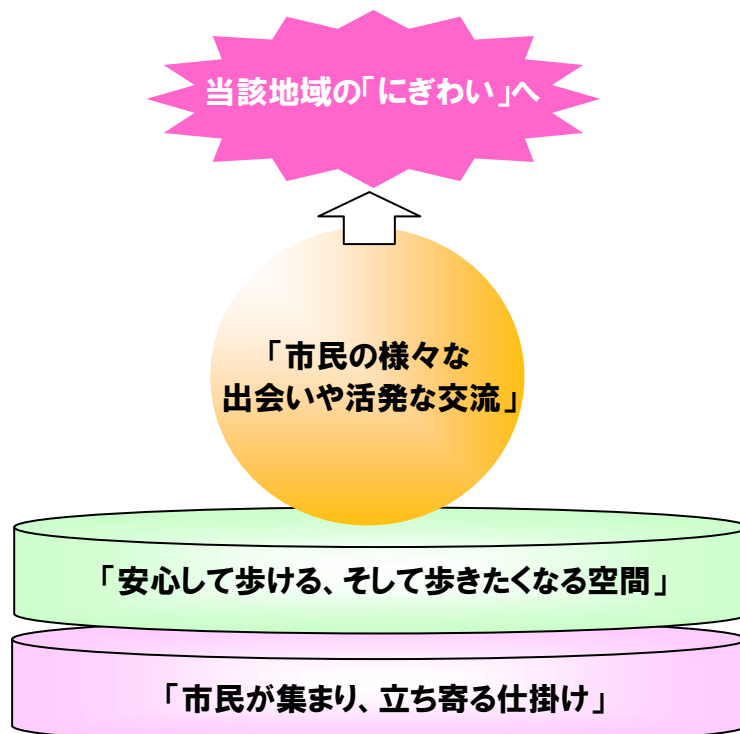 当該地域の「にぎわい」へ
「市民の様々な
出会いや活発な交流」
「安心して歩ける、そして歩きたくなる空間」
「市民が集まり、立ち寄る仕掛け」